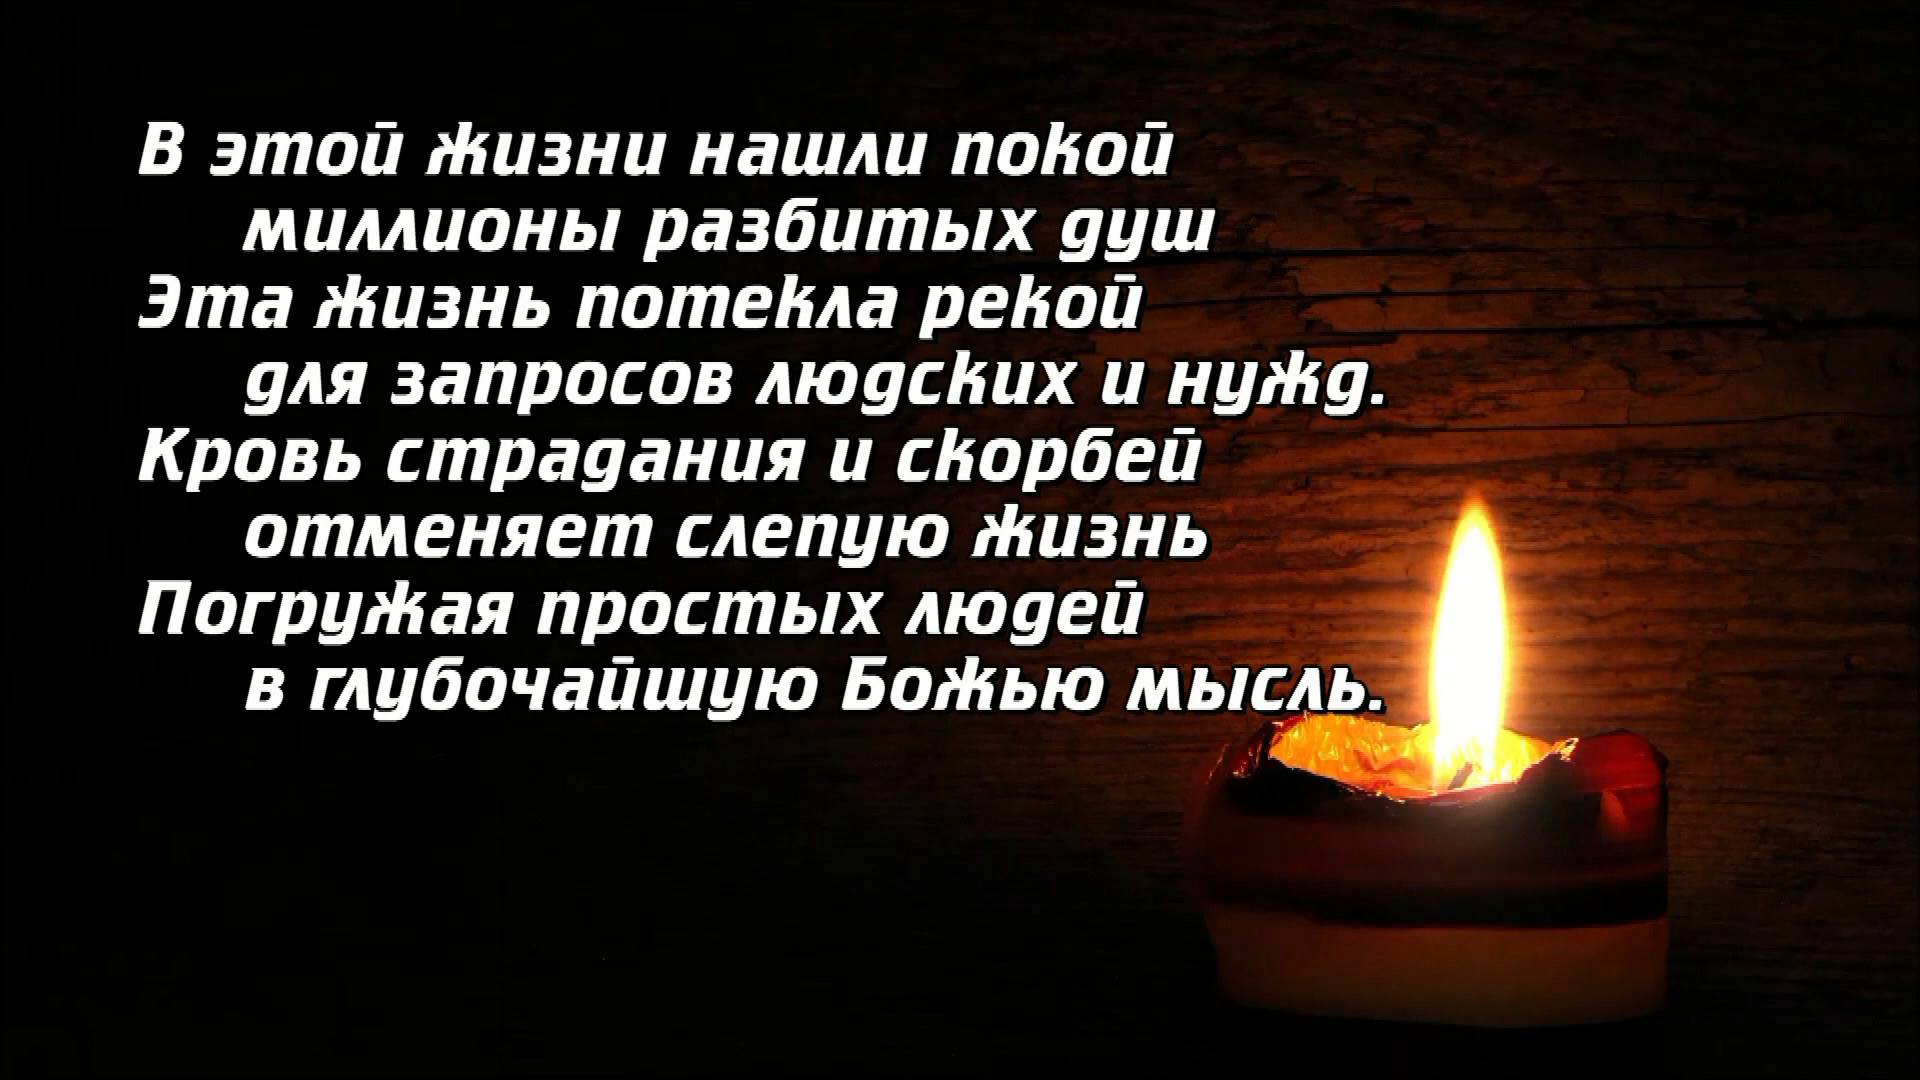 В этой жизни нашли покой
миллионы разбитых душ
Эта жизнь потекла рекой
для запросов людских и нужд.
Кровь страдания и скорбей
отменяет слепую жизнь
Погружая простых людей
в глубочайшую Божью мысль.